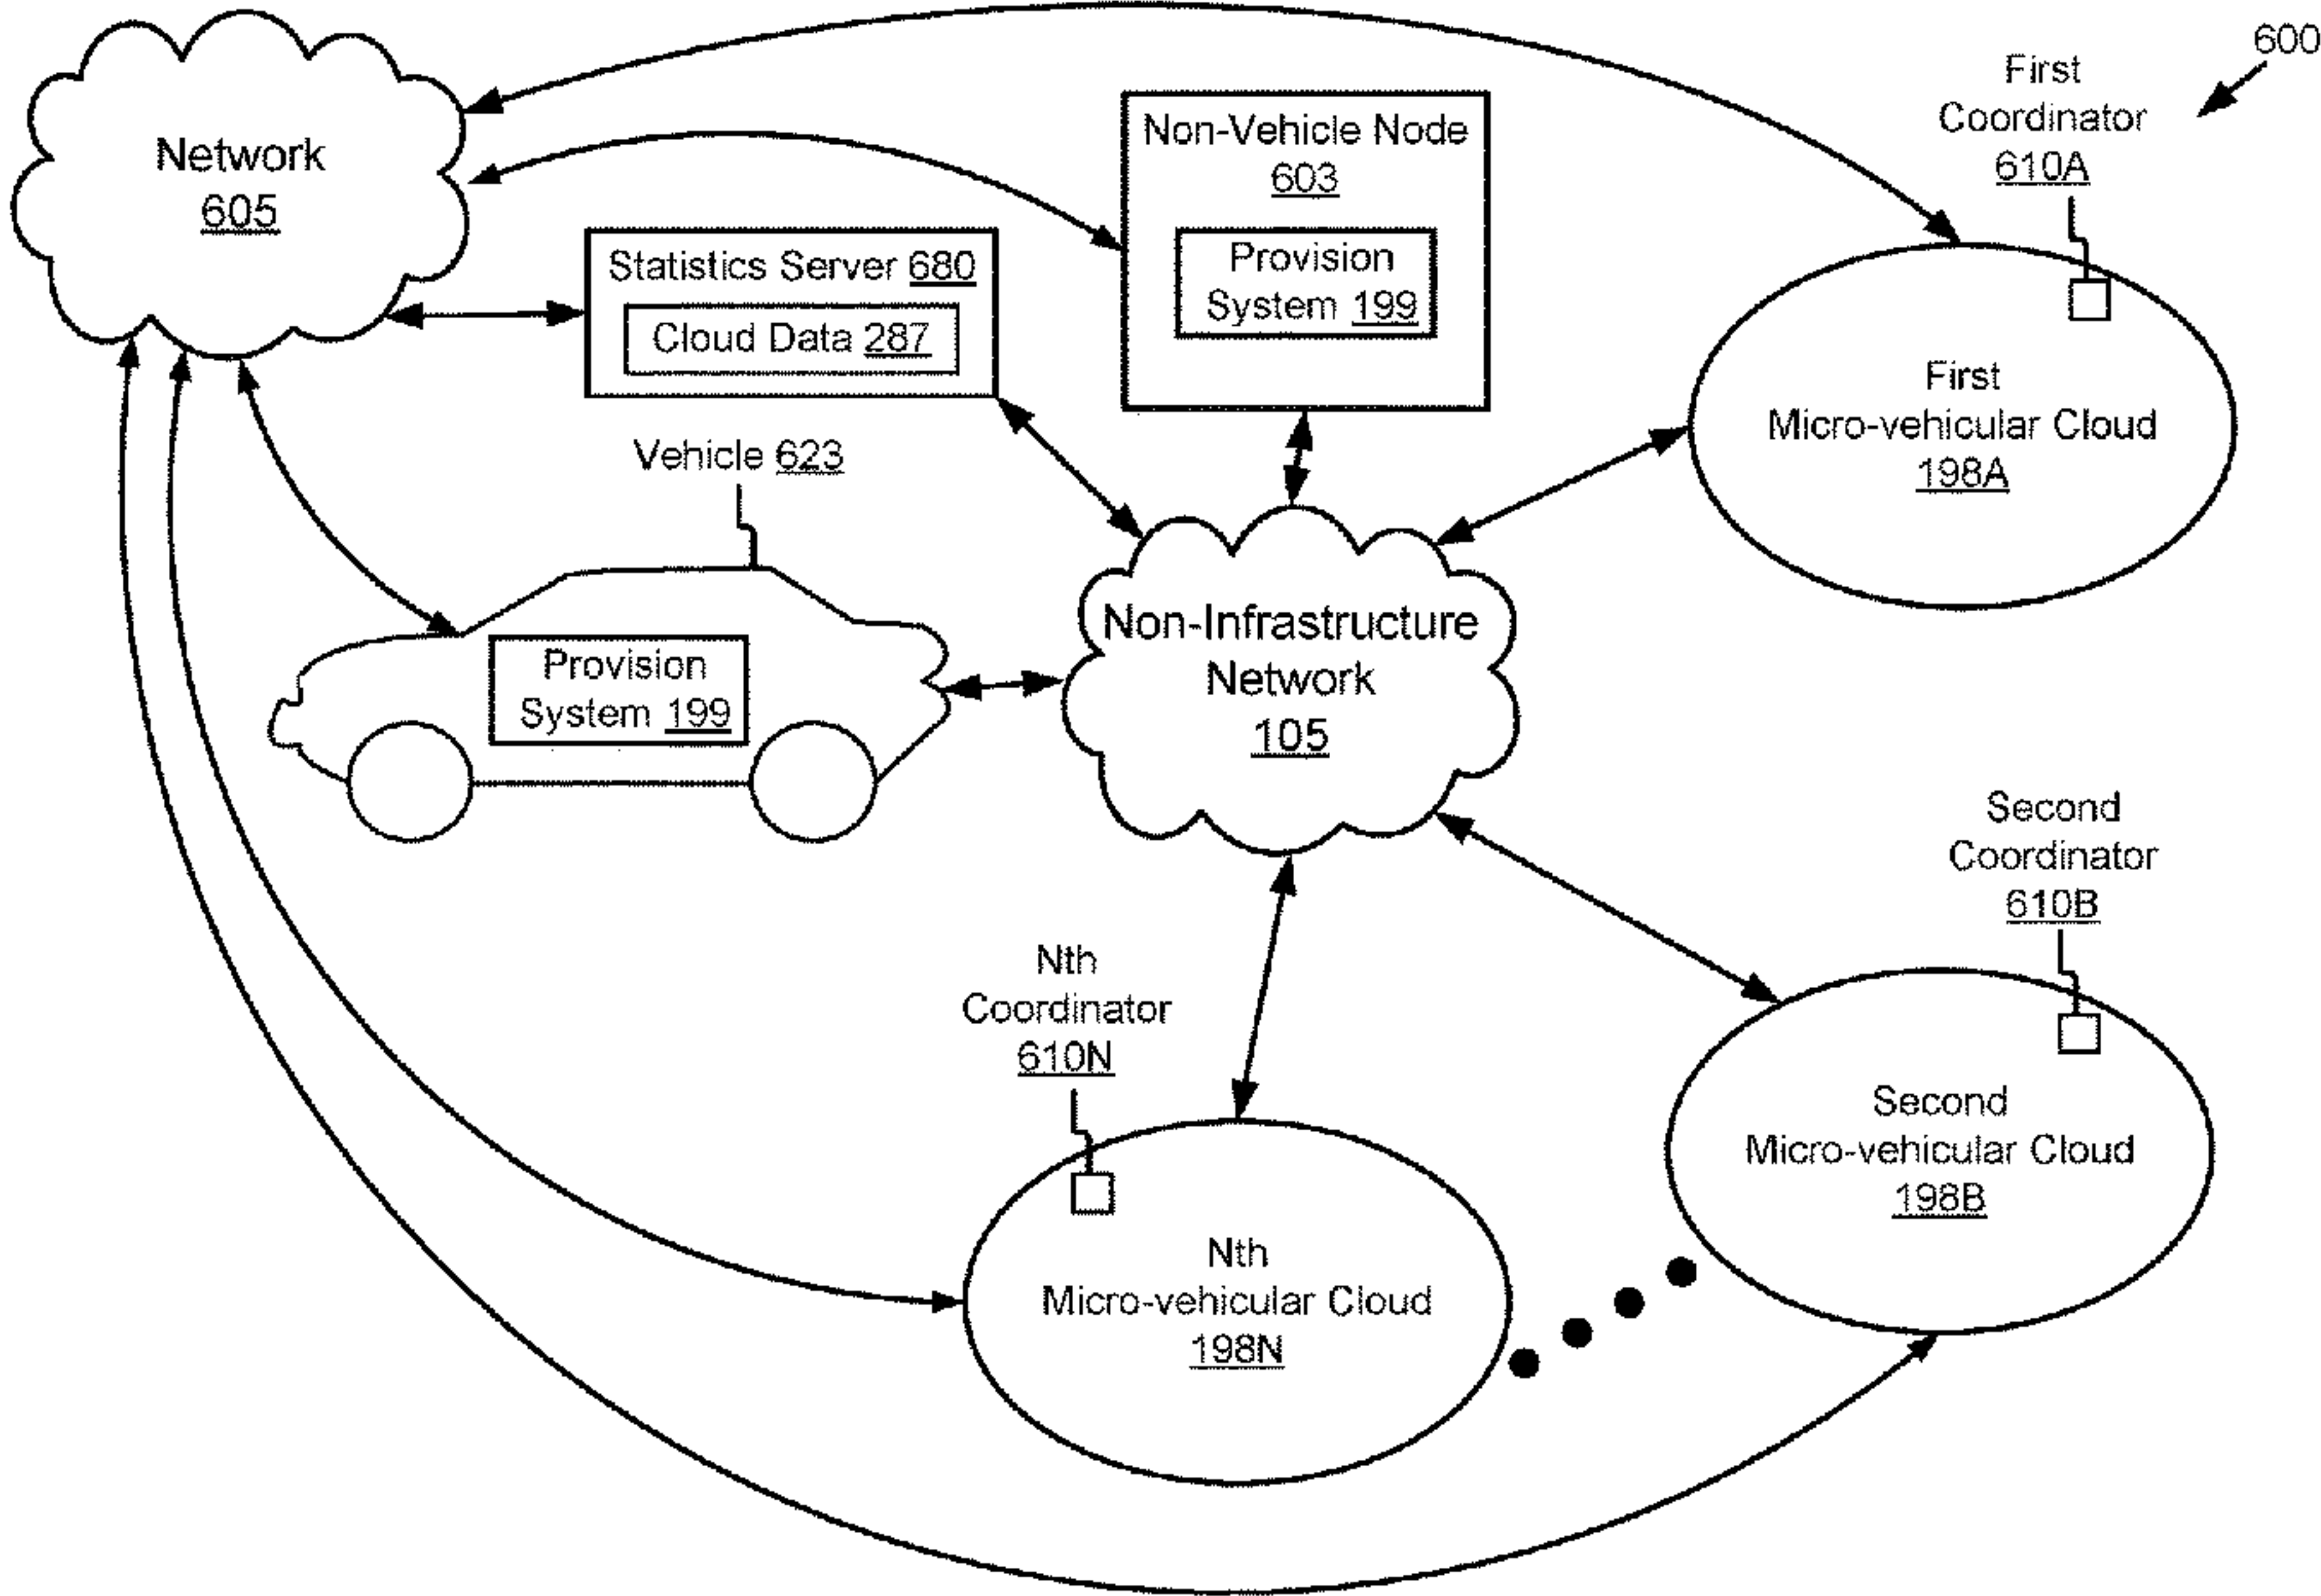 600
First
Coordinator
610A
Network
605
Non-Vehicle Node
603
Provision
System 199
Statistics Server 680
Cloud Data 287
First
Micro-vehicular Cloud
198A
Vehicle 623
Provision
System 199
Non-Infrastructure
Network
105
Second
Coordinator
610B
Nth
Coordinator
610N
Second
Micro-vehicular Cloud
198B
Nth
Micro-vehicular Cloud
198N